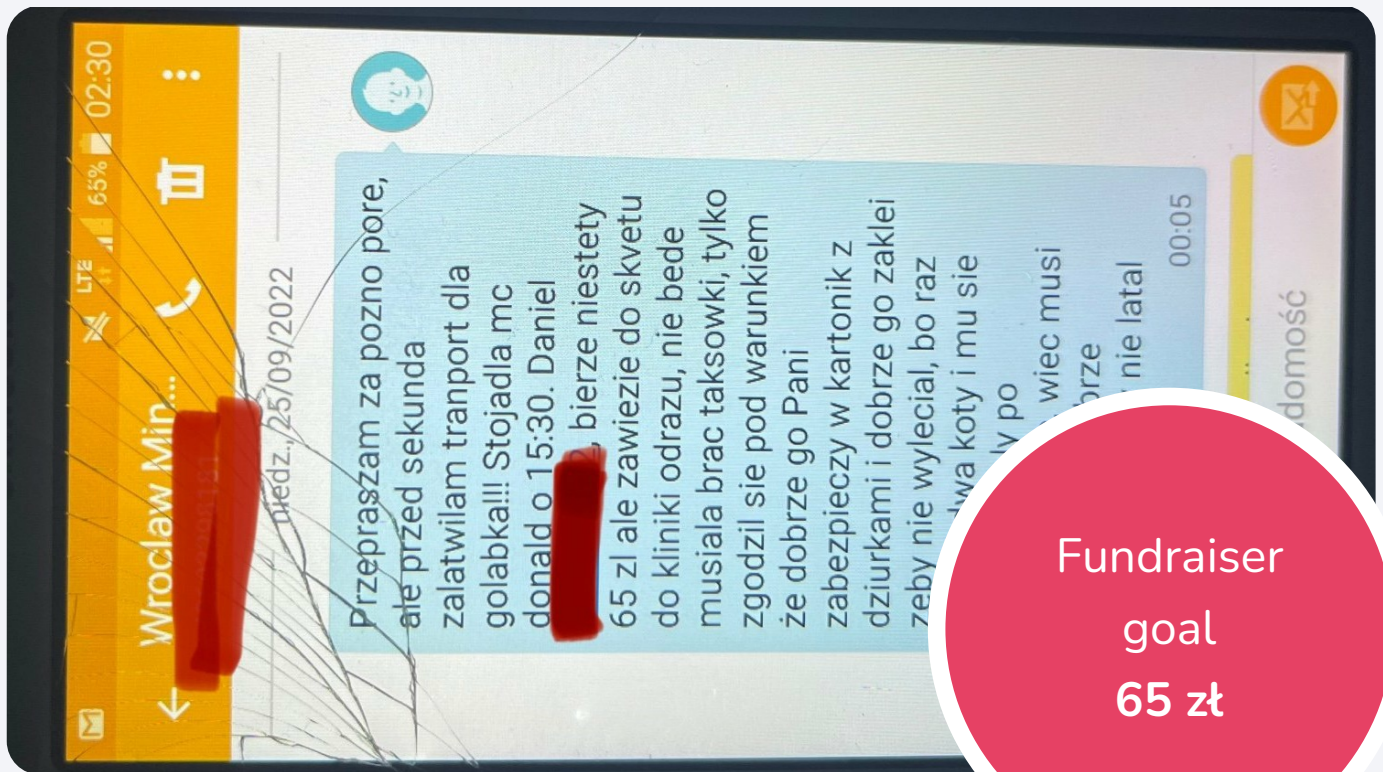 LTE 65% 02:30
Wrocław Min...
niedz., 25/09/2022
Przepraszam za pozno pore,
ale przed sekunda
zalatwilam tranport dla
golabka!!! Stojadla mc
donald o 15:30. Daniel
, bierze niestety
65 zl ale zawiezie do skvetu
do kliniki odrazu, nie bede
musiala brac taksowki, tylko
zgodzil sie pod warunkiem
że dobrze go Pani
zabezpieczy w kartonik z
dziurkami i dobrze go zaklei
zeby nie wylecial, bo raz
koty i mu sie
po
wiec musi
nie latal
00:05
Fundraiser
goal
65 zł